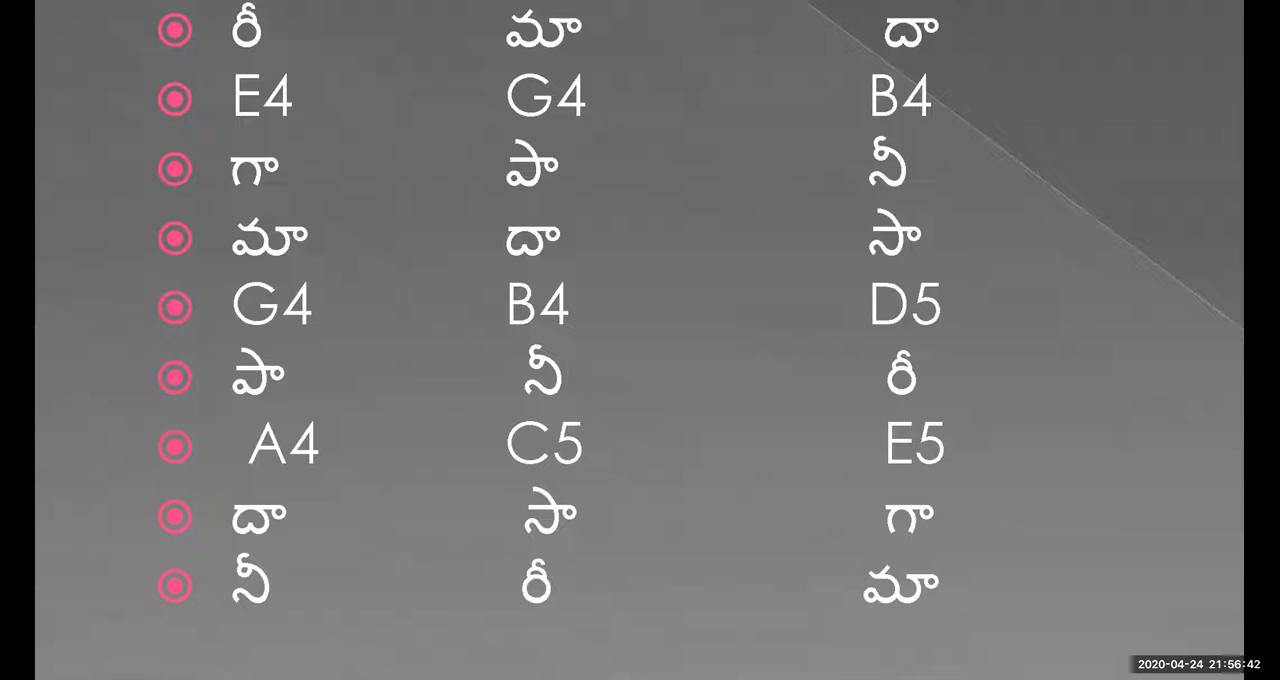 రీ మా దా
E4 G4 B4
గా పా నీ
మా దా సా
G4 B4 D5
పా నీ రీ
A4 C5 E5
దా సా గా
నీ రీ మా
2020-04-24 21:56:42